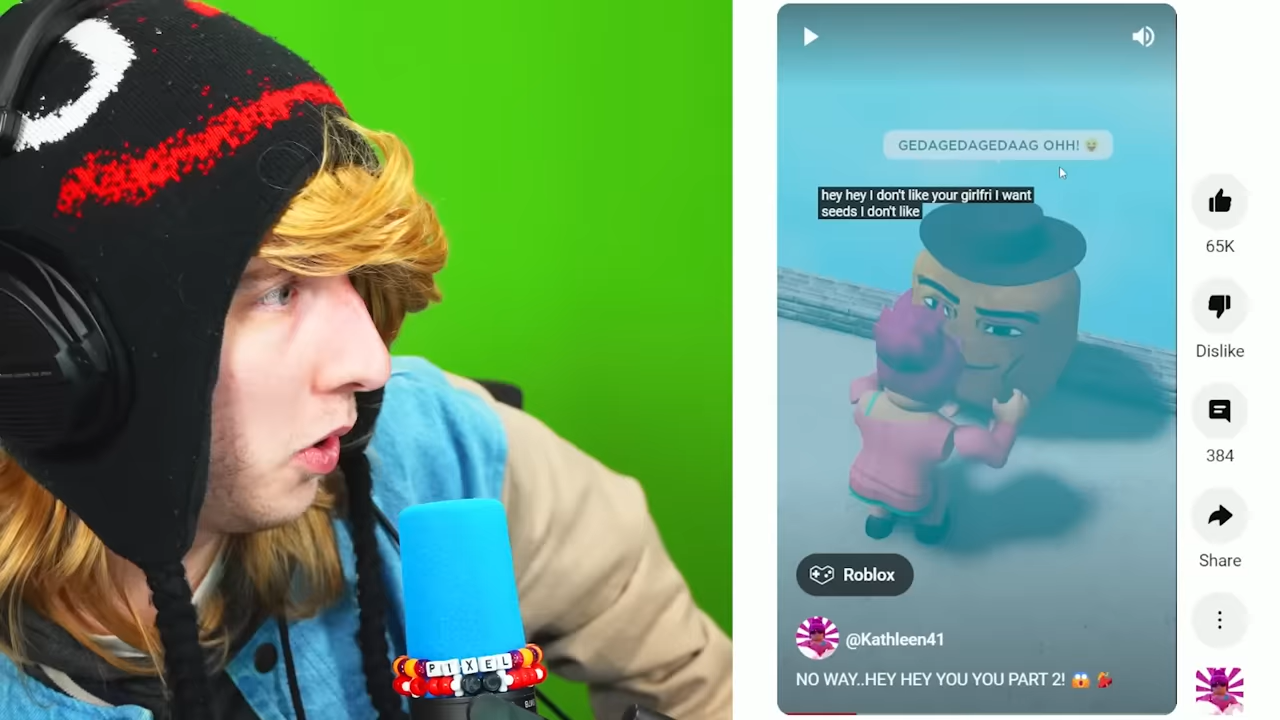 GEDAGEDAGEDAAG OHH! 😆
hey hey I don't like your girlfri I want
seeds I don't like
65K
Dislike
384
Share
Roblox
@Kathleen41
NO WAY..HEY HEY YOU YOU PART 2! 😱
PIXEL